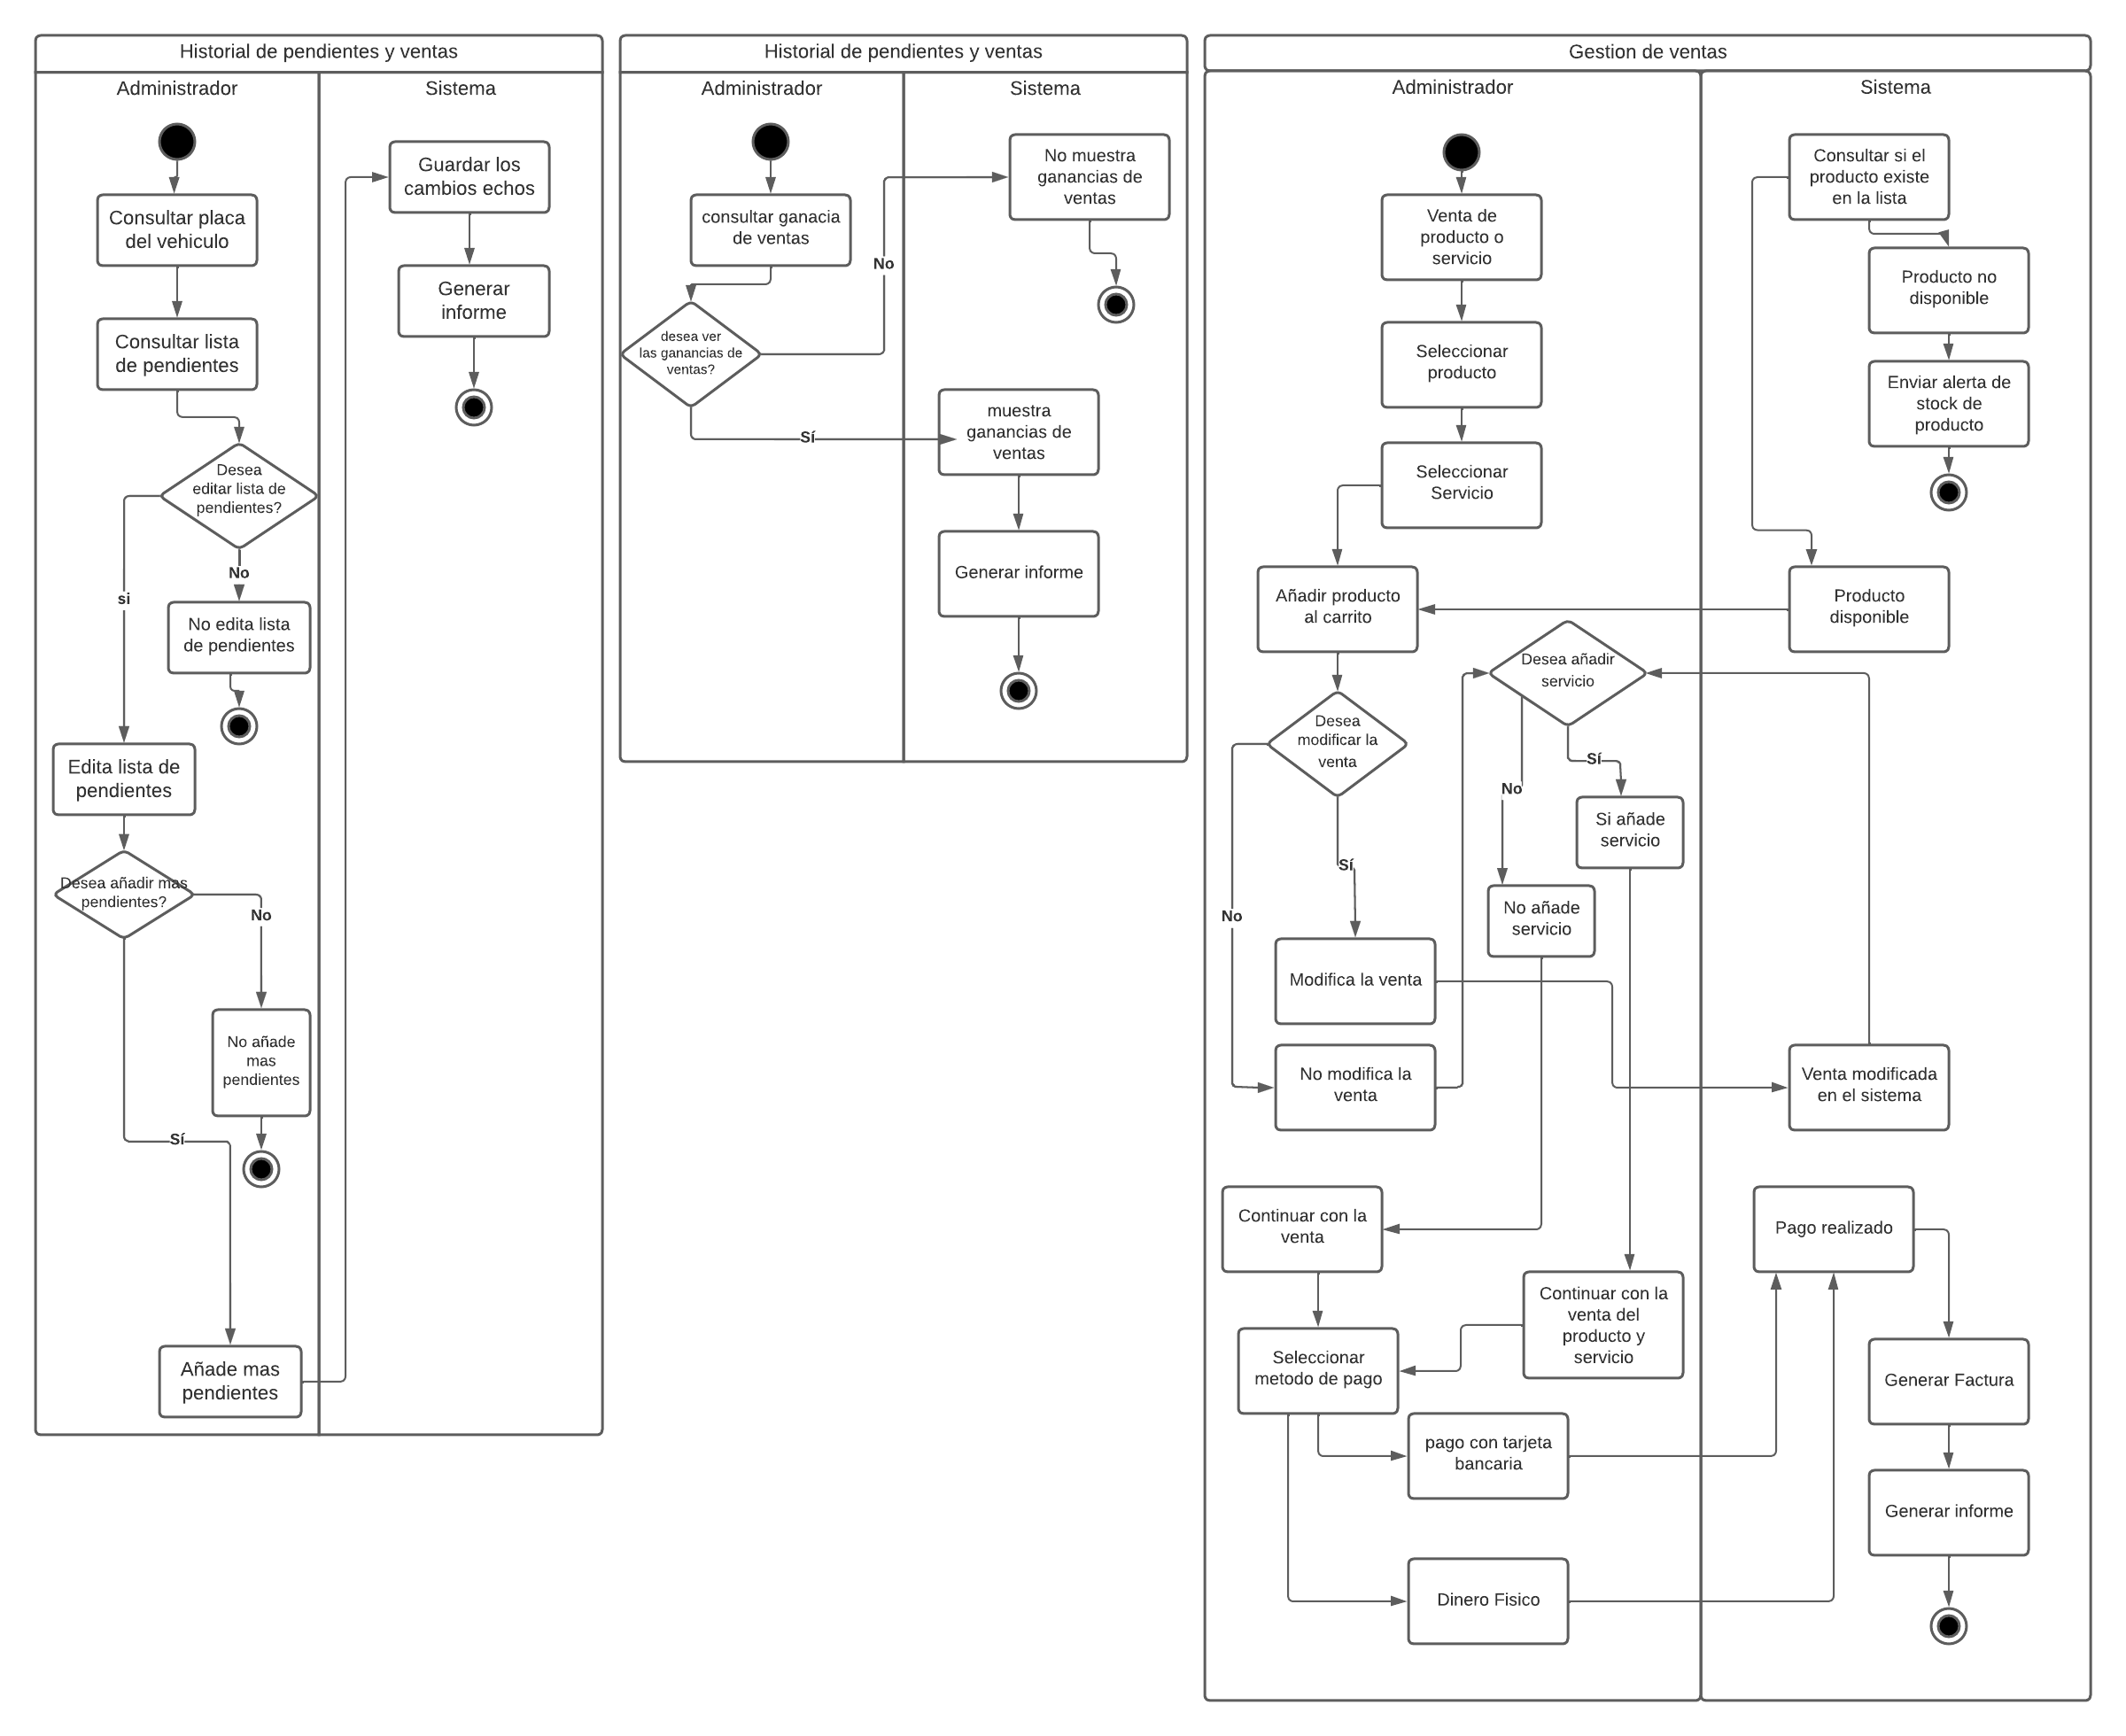 Historial de pendientes y ventas
Administrador
Sistema
Consultar placa
del vehiculo
Consultar lista
de pendientes
Desea
editar lista de
pendientes?
si
No
No edita lista
de pendientes
Edita lista de
pendientes
Desea añadir mas
pendientes?
No
No añade
mas
pendientes
Sí
Añade mas
pendientes
Guardar los
cambios echos
Generar
informe
Historial de pendientes y ventas
Administrador
Sistema
consultar ganacia
de ventas
desea ver
las ganancias de
ventas?
No
Sí
No muestra
ganancias de
ventas
muestra
ganancias de
ventas
Generar informe
Gestion de ventas
Administrador
Sistema
Venta de
producto o
servicio
Seleccionar
producto
Seleccionar
Servicio
Añadir producto
al carrito
Desea
modificar la
venta
Desea añadir
servicio
No
Sí
Si añade
servicio
Sí
No
No añade
servicio
Modifica la venta
No modifica la
venta
Continuar con la
venta
Continuar con la
venta del
producto y
servicio
Seleccionar
metodo de pago
pago con tarjeta
bancaria
Dinero Fisico
Consultar si el
producto existe
en la lista
Producto no
disponible
Enviar alerta de
stock de
producto
Producto
disponible
Venta modificada
en el sistema
Pago realizado
Generar Factura
Generar informe